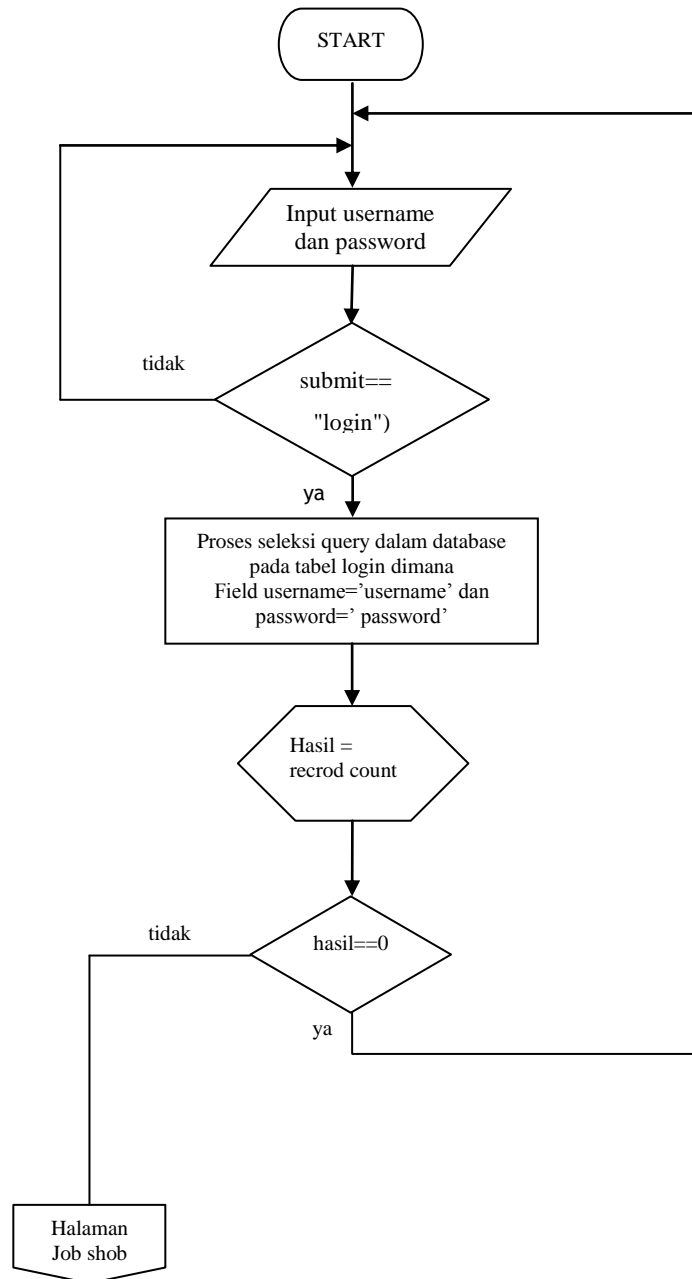 START
Input username
dan password
tidak
submit==
"login")
ya
Proses seleksi query dalam database
pada tabel login dimana
Field username=’username’ dan
password=’ password’
Hasil =
recrod count
tidak
hasil==0
ya
Halaman
Job shob